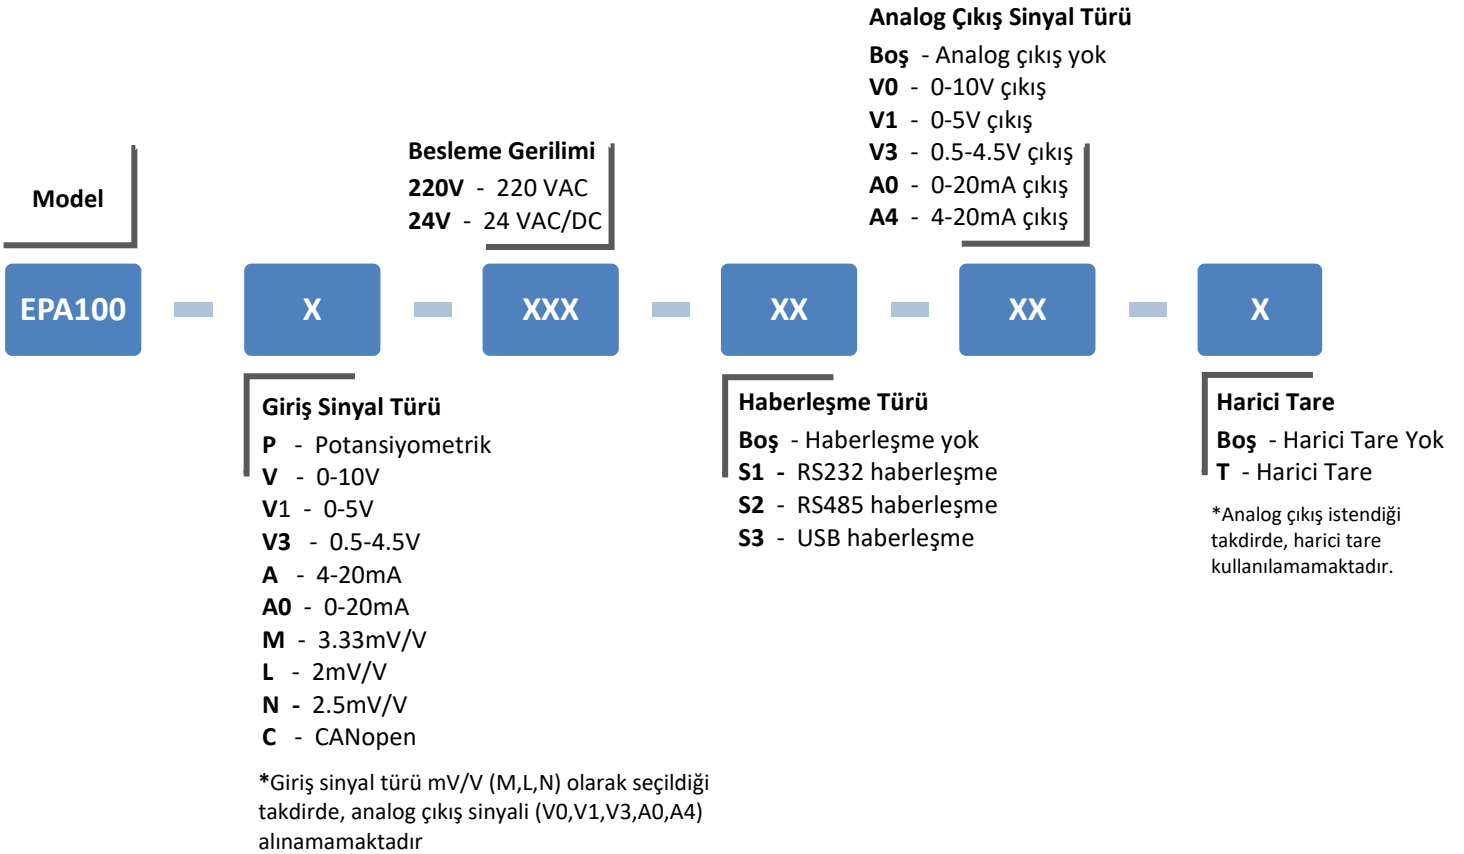 Analog Çıkış Sinyal Türü
Boş - Analog çıkış yok
V0 - 0-10V çıkış
V1 - 0-5V çıkış
V3 - 0.5-4.5V çıkış
A0 - 0-20mA çıkış
A4 - 4-20mA çıkış
Besleme Gerilimi
220V - 220 VAC
24V - 24 VAC/DC
Model
EPA100 - X - XXX - XX - XX - X
Giriş Sinyal Türü
P - Potansiyometrik
V - 0-10V
V1 - 0-5V
V3 - 0.5-4.5V
A - 4-20mA
A0 - 0-20mA
M - 3.33mV/V
L - 2mV/V
N - 2.5mV/V
C - CANopen
*Giriş sinyal türü mV/V (M,L,N) olarak seçildiği
takdirde, analog çıkış sinyali (V0,V1,V3,A0,A4)
alınamamaktadır
Haberleşme Türü
Boş - Haberleşme yok
S1 - RS232 haberleşme
S2 - RS485 haberleşme
S3 - USB haberleşme
Harici Tare
Boş - Harici Tare Yok
T - Harici Tare
*Analog çıkış istendiği
takdirde, harici tare
kullanılamamaktadır.